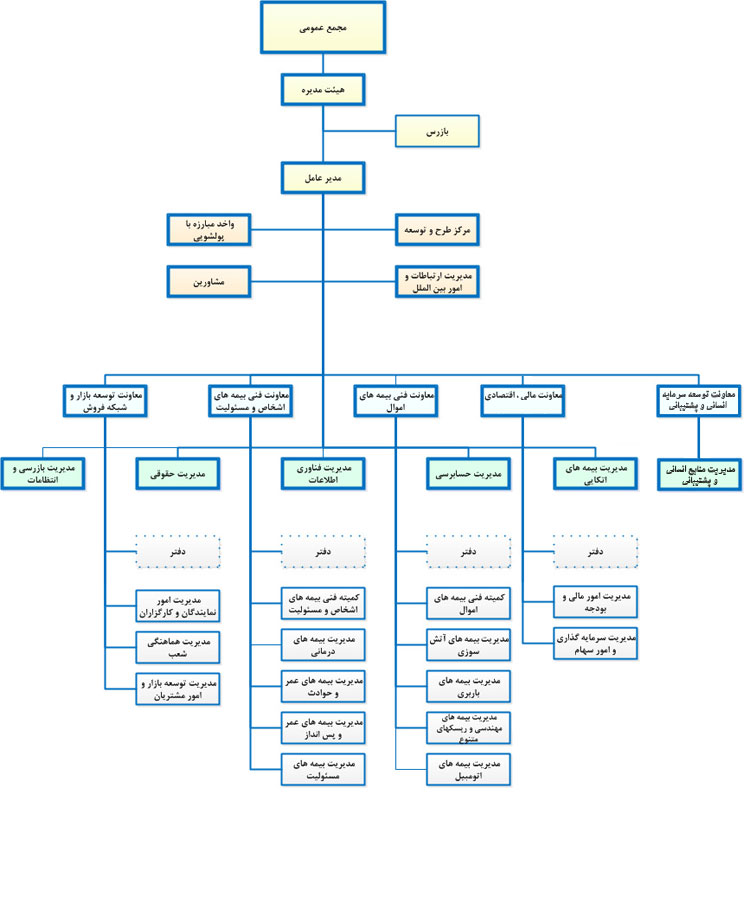 مجمع عمومی
هیئت مدیره
بازرس
مدیر عامل
مرکز طرح و توسعه
واحد مبارزه با
پولشویی
مدیریت ارتباطات و
امور بین الملل
مشاورین
معاونت توسعه سرمایه
انسانی و پشتیبانی
معاونت مالی ، اقتصادی
معاونت فنی بیمه های
اموال
معاونت فنی بیمه های
اشخاص و مسئولیت
معاونت توسعه بازار و
شبکه فروش
مدیریت منابع انسانی
و پشتیبانی
مدیریت بیمه های
اتکایی
مدیریت حسابرسی
مدیریت فناوری
اطلاعات
مدیریت حقوقی
مدیریت بازرسی و
انتظامات
دفتر
دفتر
دفتر
دفتر
مدیریت امور مالی و
بودجه
مدیریت سرمایه گذاری
و امور سهام
کمیته فنی بیمه های
اموال
مدیریت بیمه های آتش
سوزی
مدیریت بیمه های
باربری
مدیریت بیمه های
مهندسی و ریسکهای
متنوع
مدیریت بیمه های
اتومبیل
کمیته فنی بیمه های
اشخاص و مسئولیت
مدیریت بیمه های
درمانی
مدیریت بیمه های عمر
و حوادث
مدیریت بیمه های عمر
و پس انداز
مدیریت بیمه های
مسئولیت
مدیریت امور
نمایندگان و کارگزاران
مدیریت هماهنگی
شعب
مدیریت توسعه بازار و
امور مشتریان